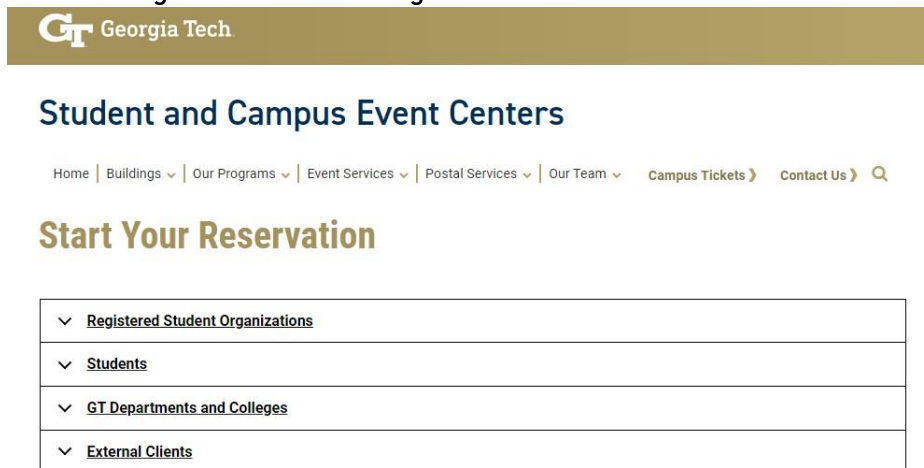 Georgia Tech
Student and Campus Event Centers
Home | Buildings | Our Programs | Event Services | Postal Services | Our Team Campus Tickets Contact Us
Start Your Reservation
Registered Student Organizations
Students
GT Departments and Colleges
External Clients